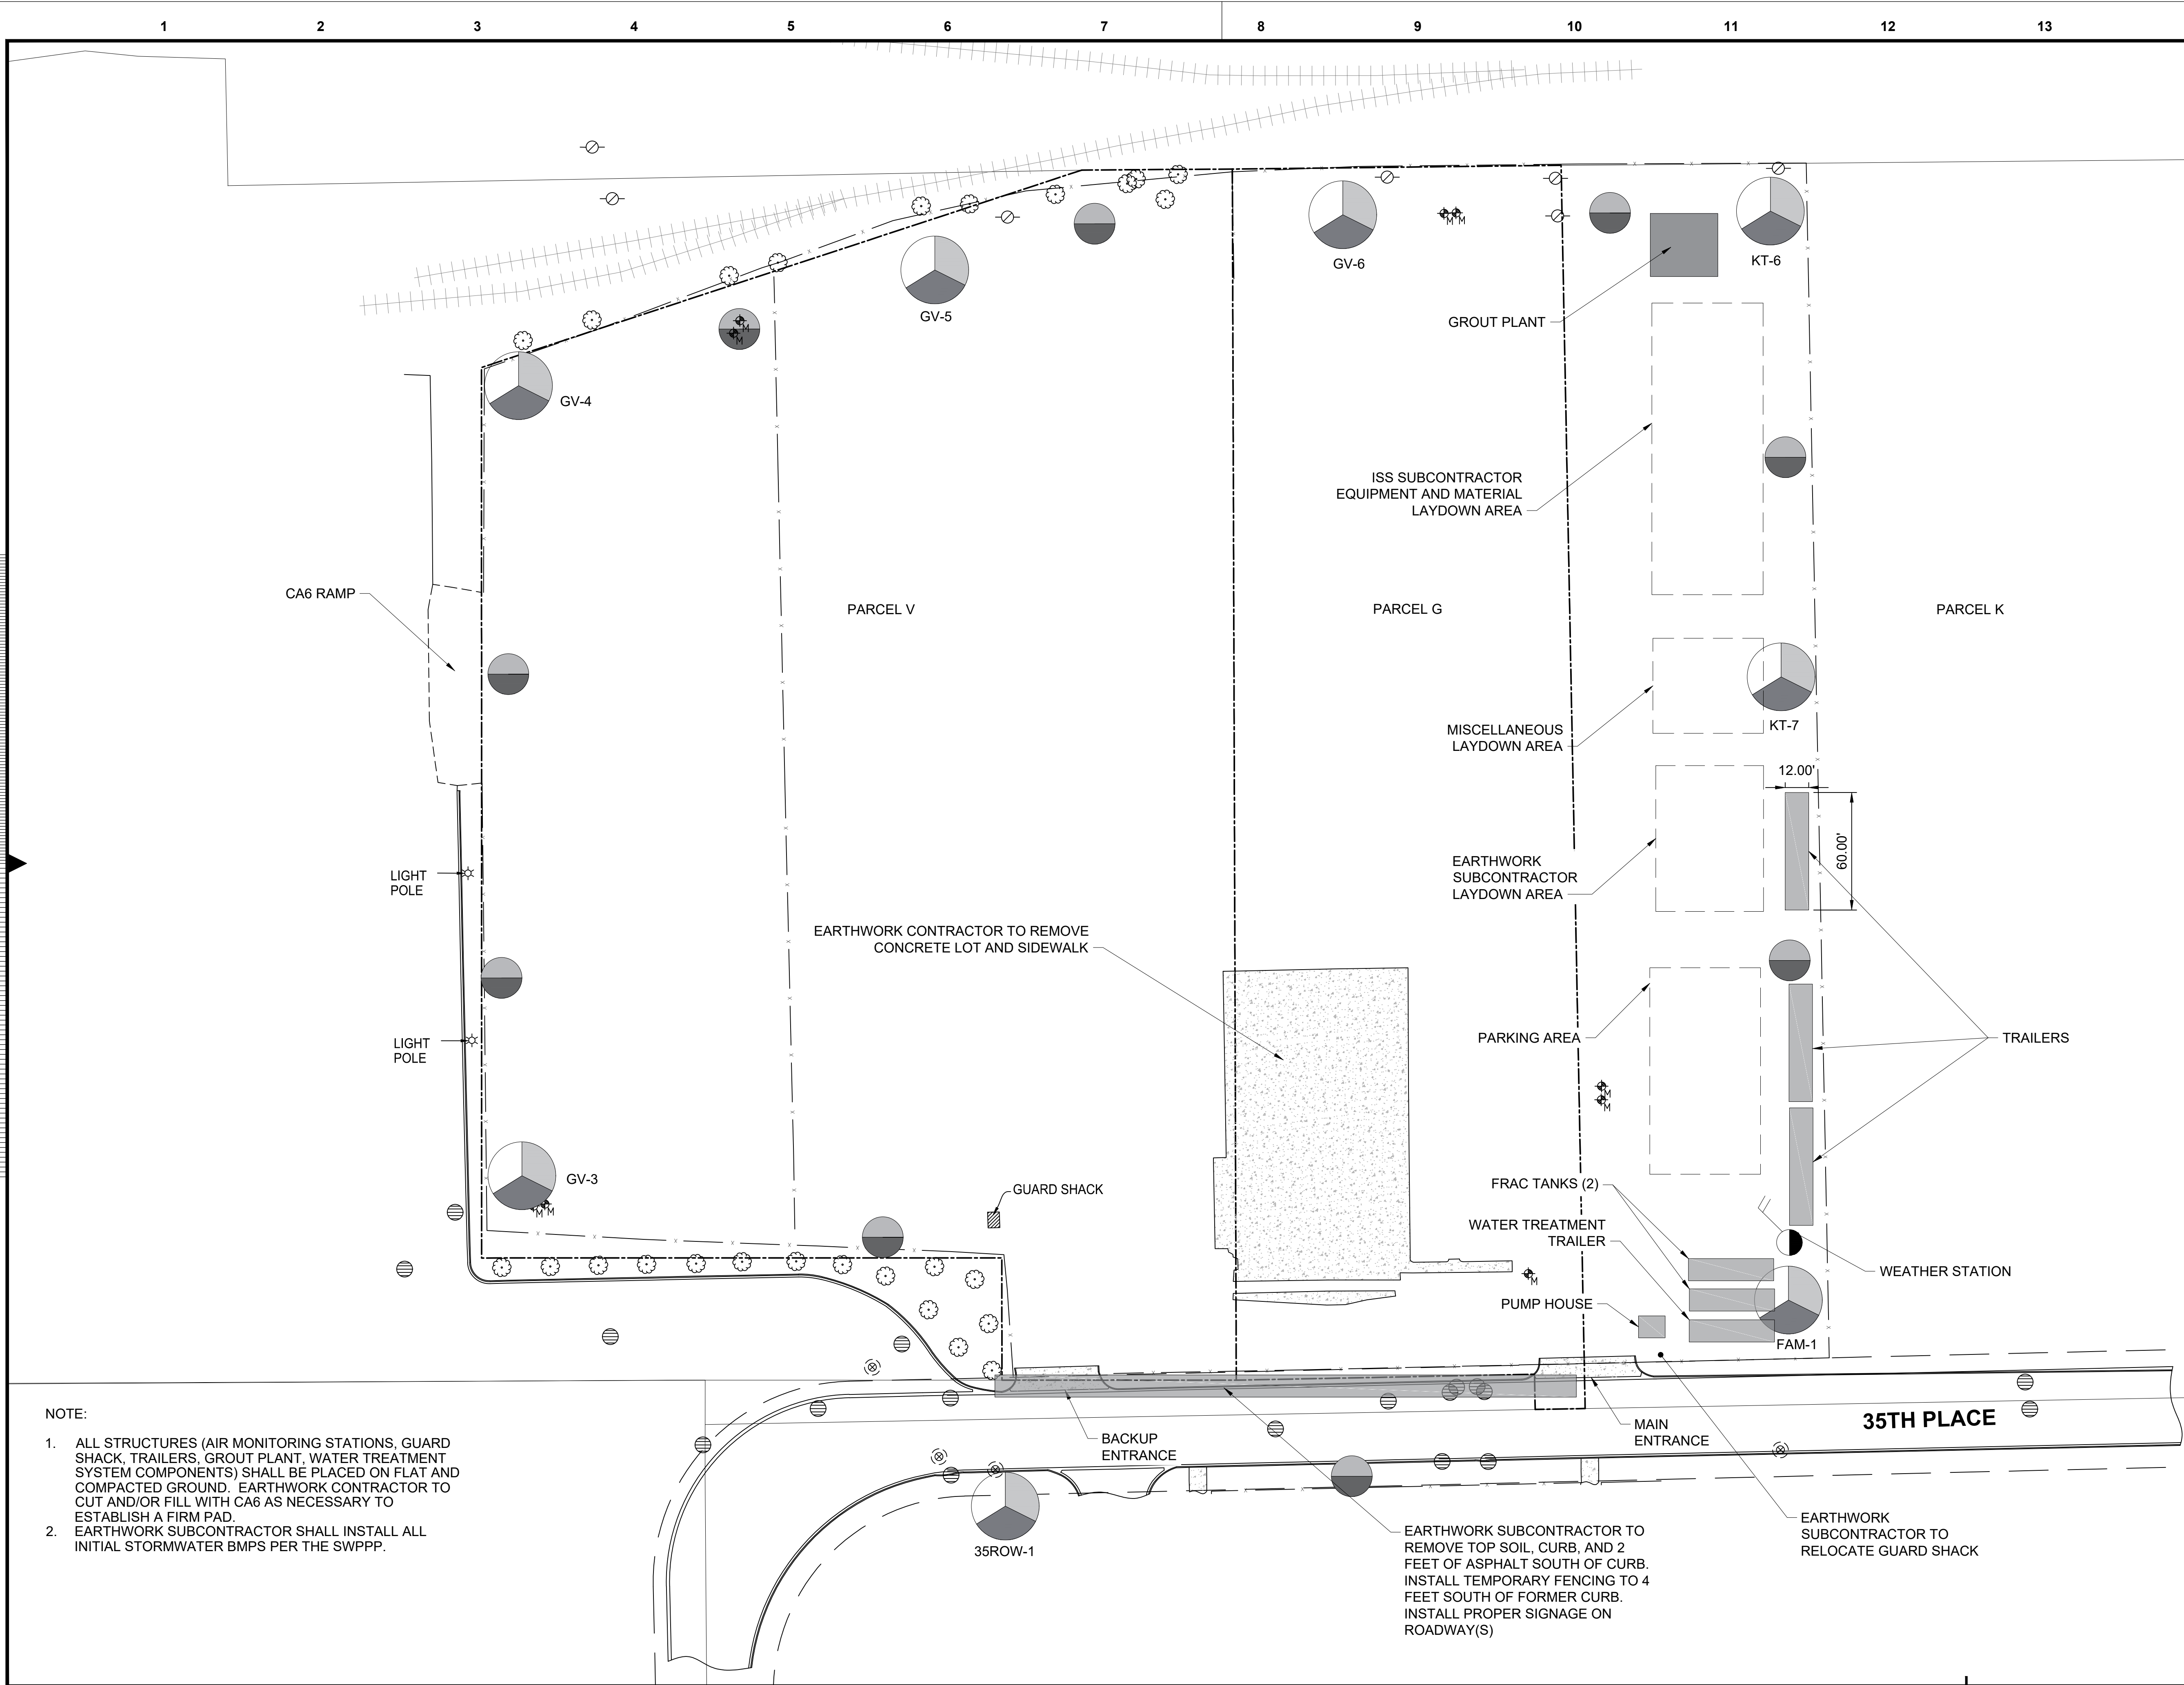 1 2 3 4 5 6 7 8 9 10 11 12 13
GV-6
KT-6
GV-5
GROUT PLANT
GV-4
M
M
M M
ISS SUBCONTRACTOR
EQUIPMENT AND MATERIAL
LAYDOWN AREA
CA6 RAMP
PARCEL V
PARCEL G
PARCEL K
KT-7
MISCELLANEOUS
LAYDOWN AREA
12.00'
60.00'
LIGHT
POLE
EARTHWORK
SUBCONTRACTOR
LAYDOWN AREA
EARTHWORK CONTRACTOR TO REMOVE
CONCRETE LOT AND SIDEWALK
LIGHT
POLE
PARKING AREA
TRAILERS
M
M
GV-3
M M
GUARD SHACK
FRAC TANKS (2)
WATER TREATMENT
TRAILER
WEATHER STATION
M
PUMP HOUSE
FAM-1
35TH PLACE
MAIN
ENTRANCE
BACKUP
ENTRANCE
NOTE:
1. ALL STRUCTURES (AIR MONITORING STATIONS, GUARD
SHACK, TRAILERS, GROUT PLANT, WATER TREATMENT
SYSTEM COMPONENTS) SHALL BE PLACED ON FLAT AND
COMPACTED GROUND. EARTHWORK CONTRACTOR TO
CUT AND/OR FILL WITH CA6 AS NECESSARY TO
ESTABLISH A FIRM PAD.
2. EARTHWORK SUBCONTRACTOR SHALL INSTALL ALL
INITIAL STORMWATER BMPS PER THE SWPPP.
35ROW-1
EARTHWORK SUBCONTRACTOR TO
REMOVE TOP SOIL, CURB, AND 2
FEET OF ASPHALT SOUTH OF CURB.
INSTALL TEMPORARY FENCING TO 4
FEET SOUTH OF FORMER CURB.
INSTALL PROPER SIGNAGE ON
ROADWAY(S)
EARTHWORK
SUBCONTRACTOR TO
RELOCATE GUARD SHACK